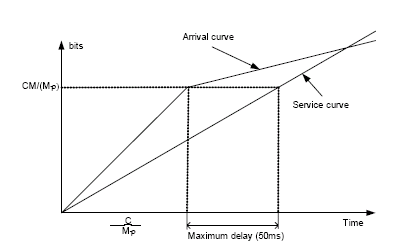 bits
Arrival curve
CM/(M-p)
Service curve
C
M-p
Time
Maximum delay (50ms)